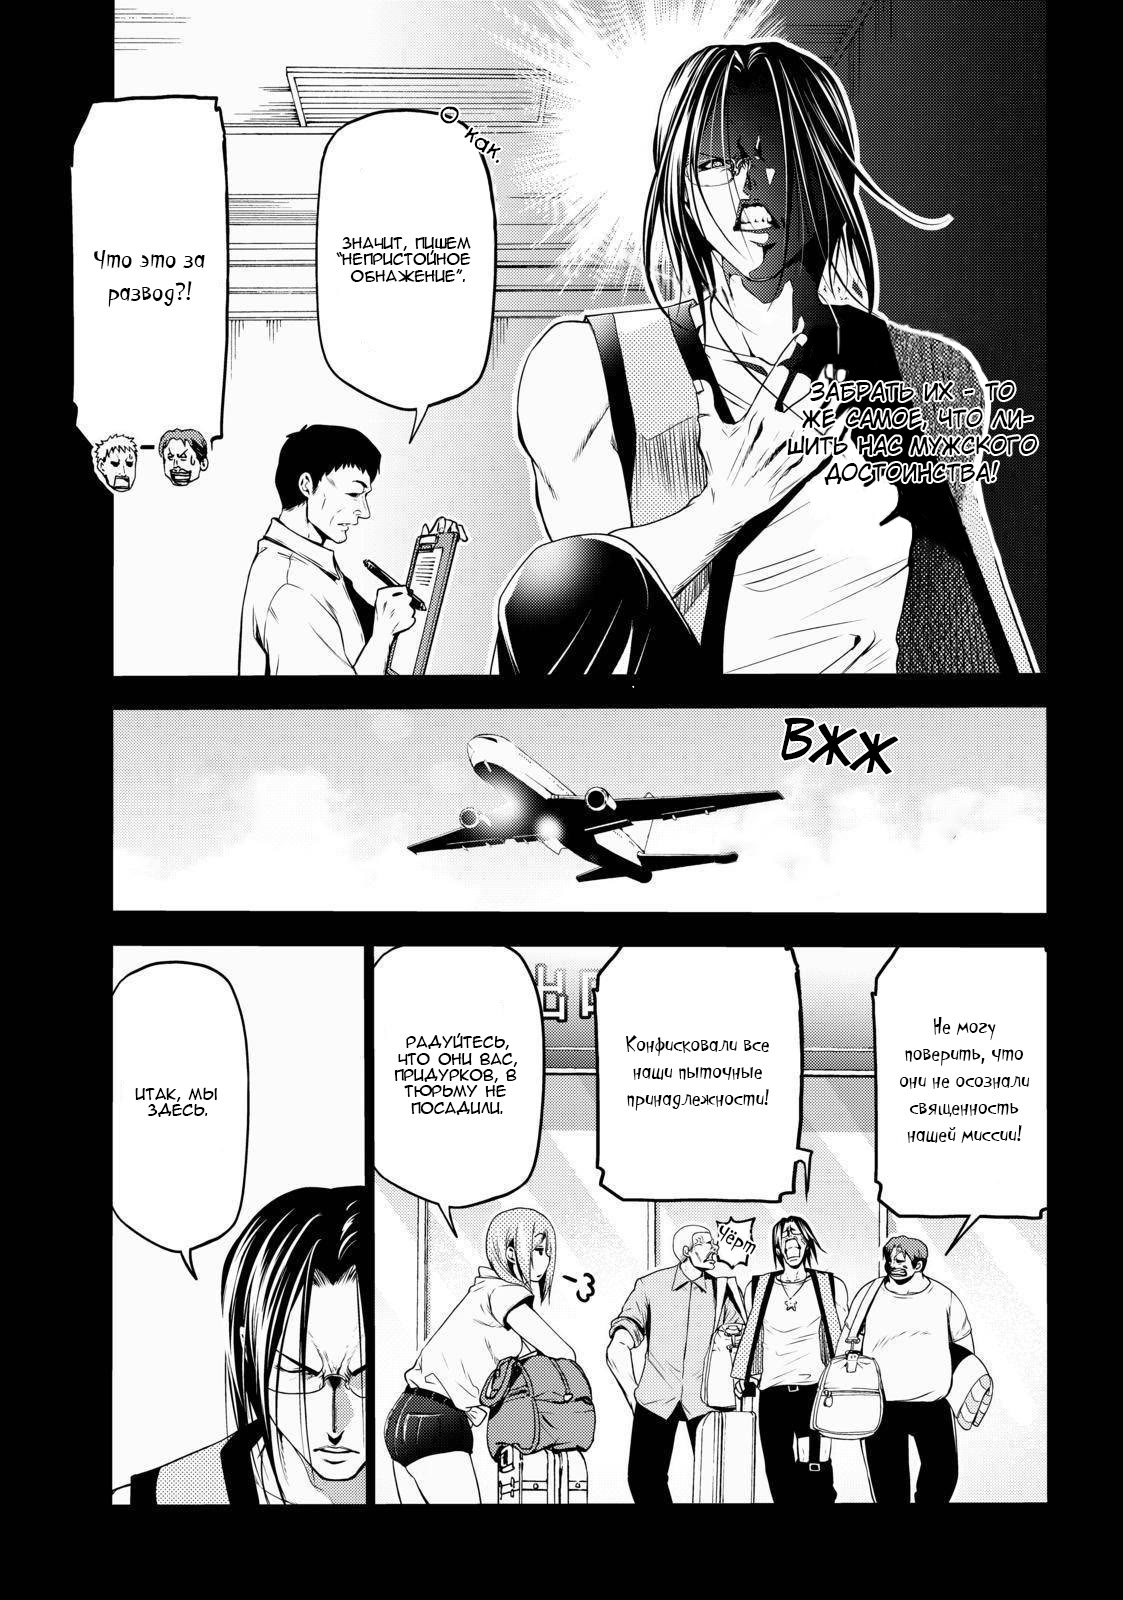 ЗАБРАТЬ ИХ - ТО
ЖЕ САМОЕ, ЧТО ЛИ-
ШИТЬ НАС МУЖСКОГО
ДОСТОИНСТВА!
О как.
ЗНАЧИТ, ПИШЕМ
"НЕПРИСТОЙНОЕ
ОБНАЖЕНИЕ".
Что это за
развод?!
ВЖЖ
Не могу
поверить, что
они не осознали
священность
нашей миссии!
Конфисковали все
наши пыточные
принадлежности!
Чёрт
РАДУЙТЕСЬ,
ЧТО ОНИ ВАС,
ПРИДУРКОВ, В
ТЮРЬМУ НЕ
ПОСАДИЛИ.
ИТАК, МЫ
ЗДЕСЬ.